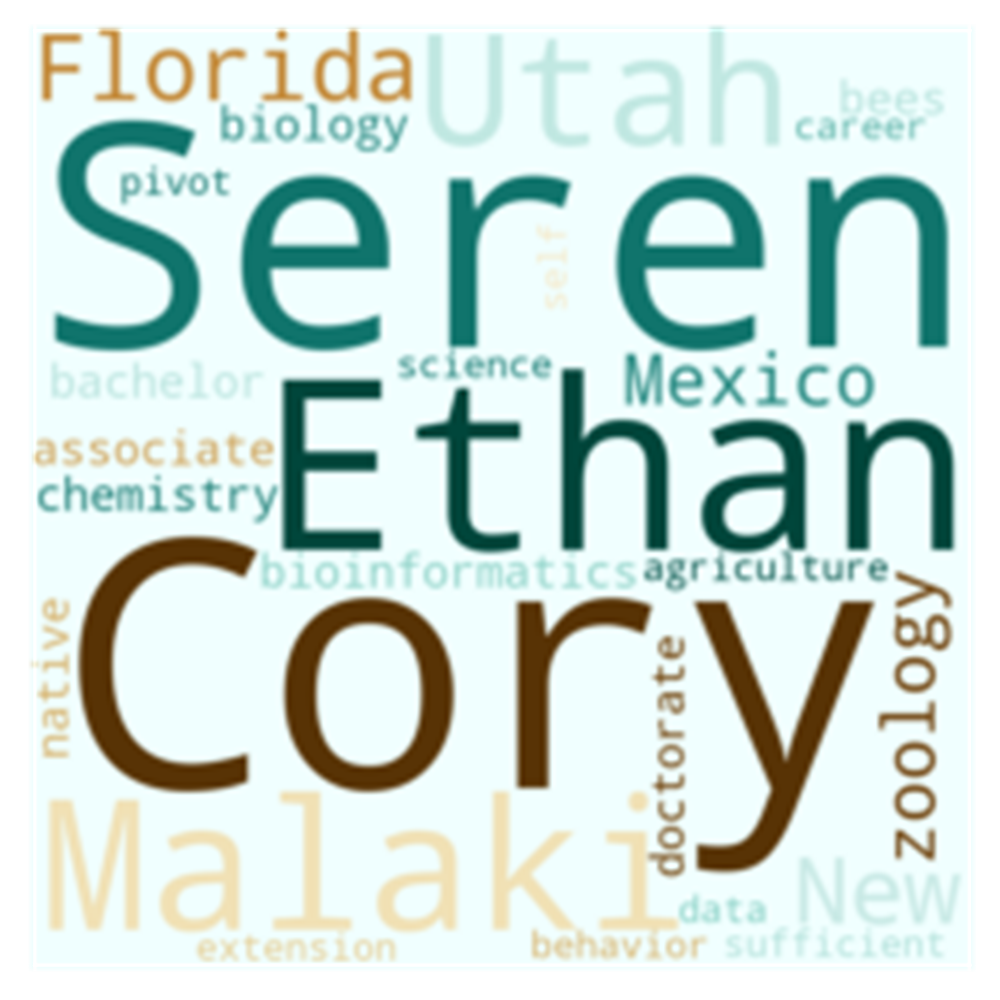 Florida
Utah
bees
biology
career
Seren
pivot
self
science
Mexico
bachelor
Ethan
associate
chemistry
bioinformatics
agriculture
Cory
native
doctorate
zoology
Malaki
New
data
extension
behavior
sufficient